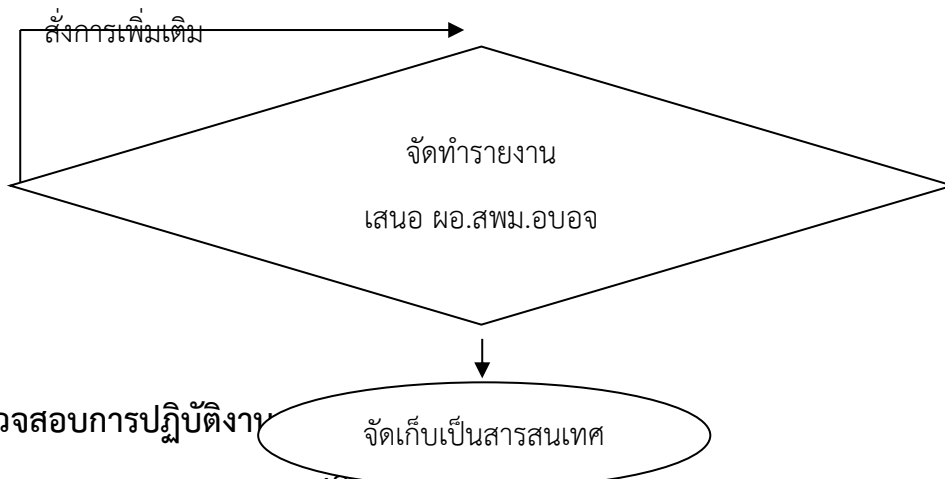 สั่งการเพิ่มเติม
จัดทำรายงาน
เสนอ ผอ.สพม.อบอจ
จัดเก็บเป็นสารสนเทศ